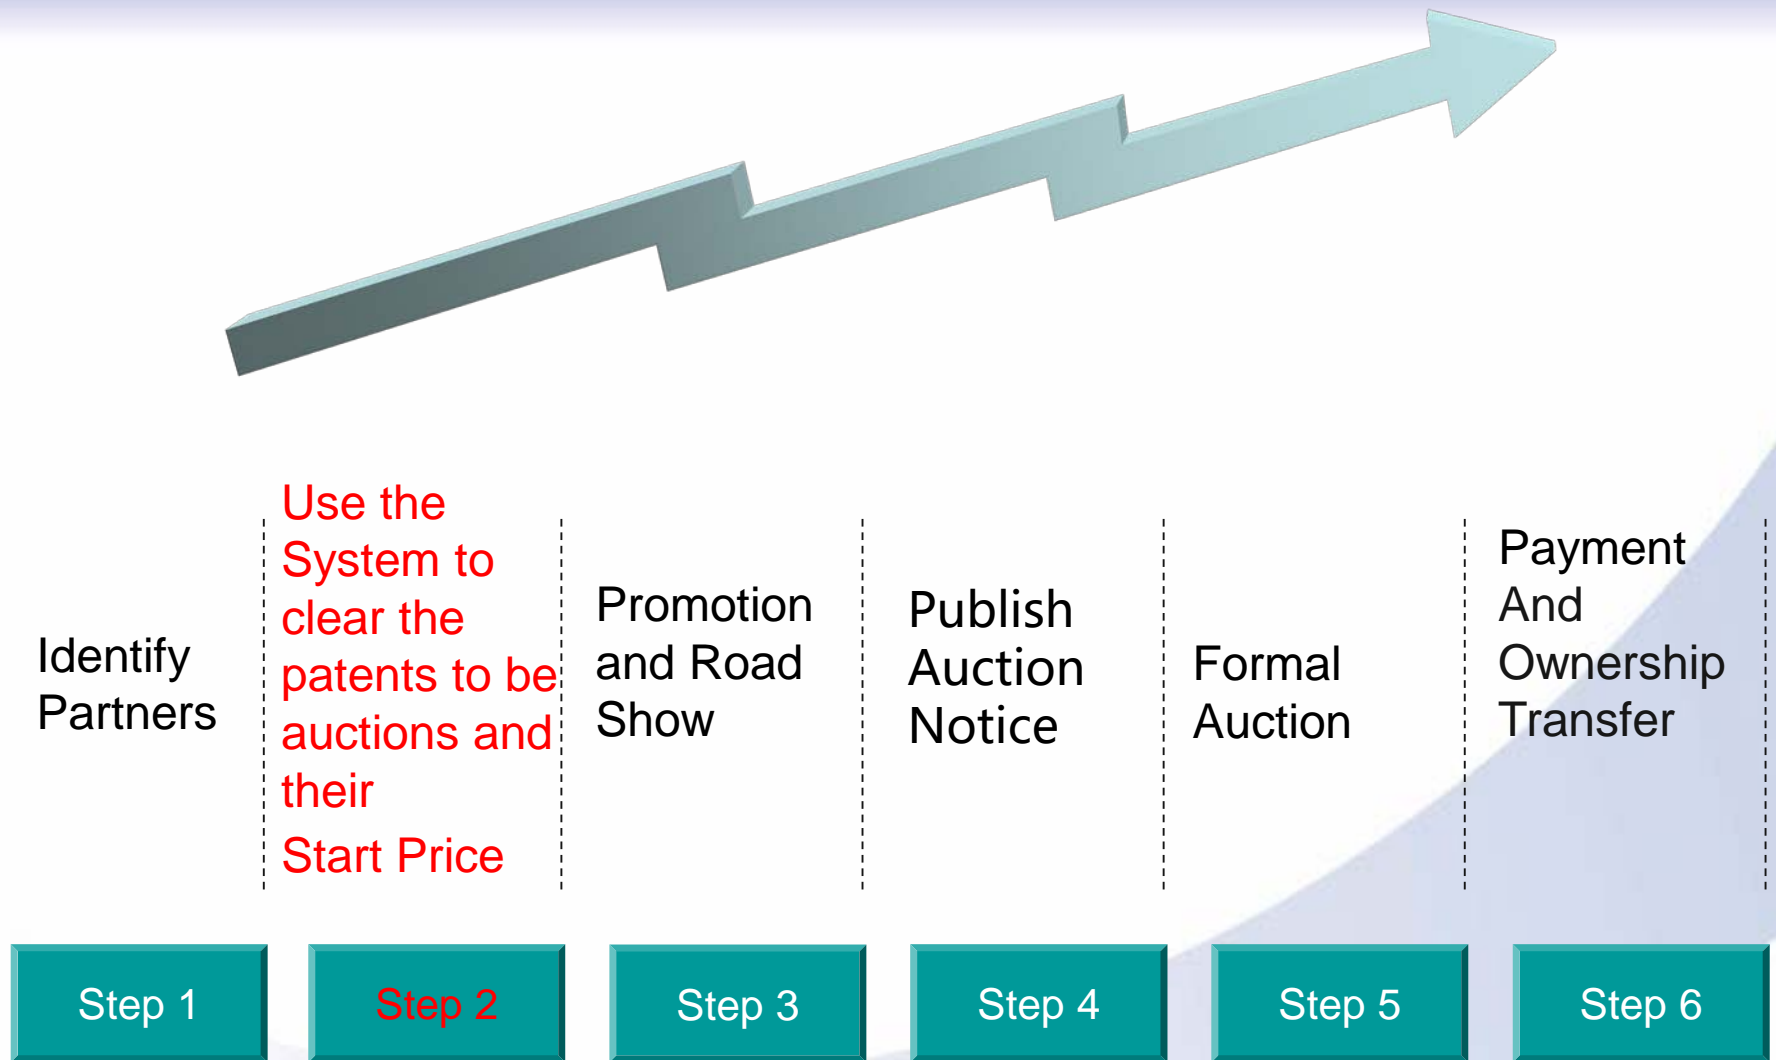 Identify
Partners
Use the
System to
clear the
patents to be
auctions and
their
Start Price
Promotion
and Road
Show
Publish
Auction
Notice
Formal
Auction
Payment
And
Ownership
Transfer
Step 1
Step 2
Step 3
Step 4
Step 5
Step 6